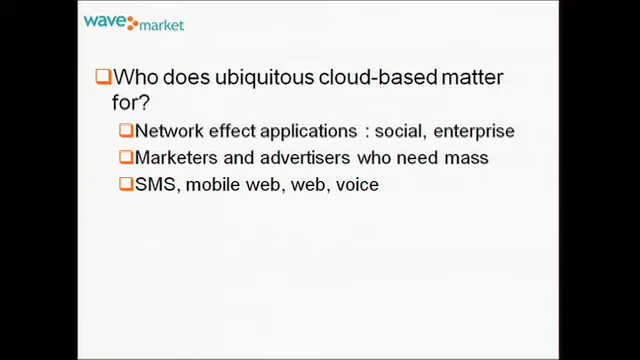 wave market
Who does ubiquitous cloud-based matter
for?
Network effect applications : social, enterprise
Marketers and advertisers who need mass
SMS, mobile web, web, voice